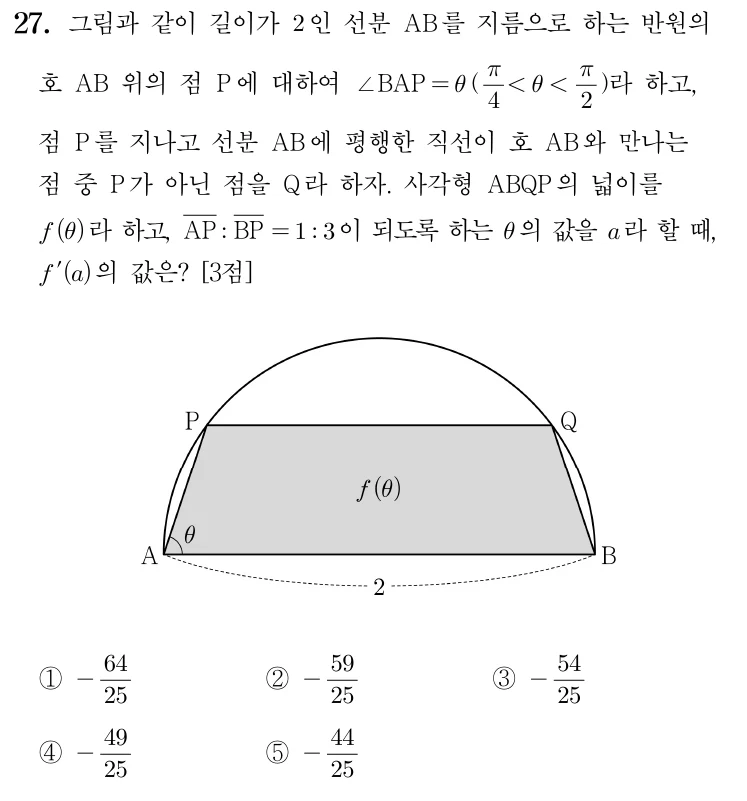 27. 그림과 같이 길이가 2인 선분 AB를 지름으로 하는 반원의
호 AB 위의 점 P에 대하여 ∠BAP=θ(π/4<θ<π/2)라 하고,
점 P를 지나고 선분 AB에 평행한 직선이 호 AB와 만나는
점 중 P가 아닌 점을 Q라 하자. 사각형 ABQP의 넓이를
f(θ)라 하고, A̅P̅:B̅P̅=1:3이 되도록 하는 θ의 값을 a라 할 때,
f′(a)의 값은? [3점]
P Q
f(θ)
θ
A B
2
① −64/25 ② −59/25 ③ −54/25
④ −49/25 ⑤ −44/25